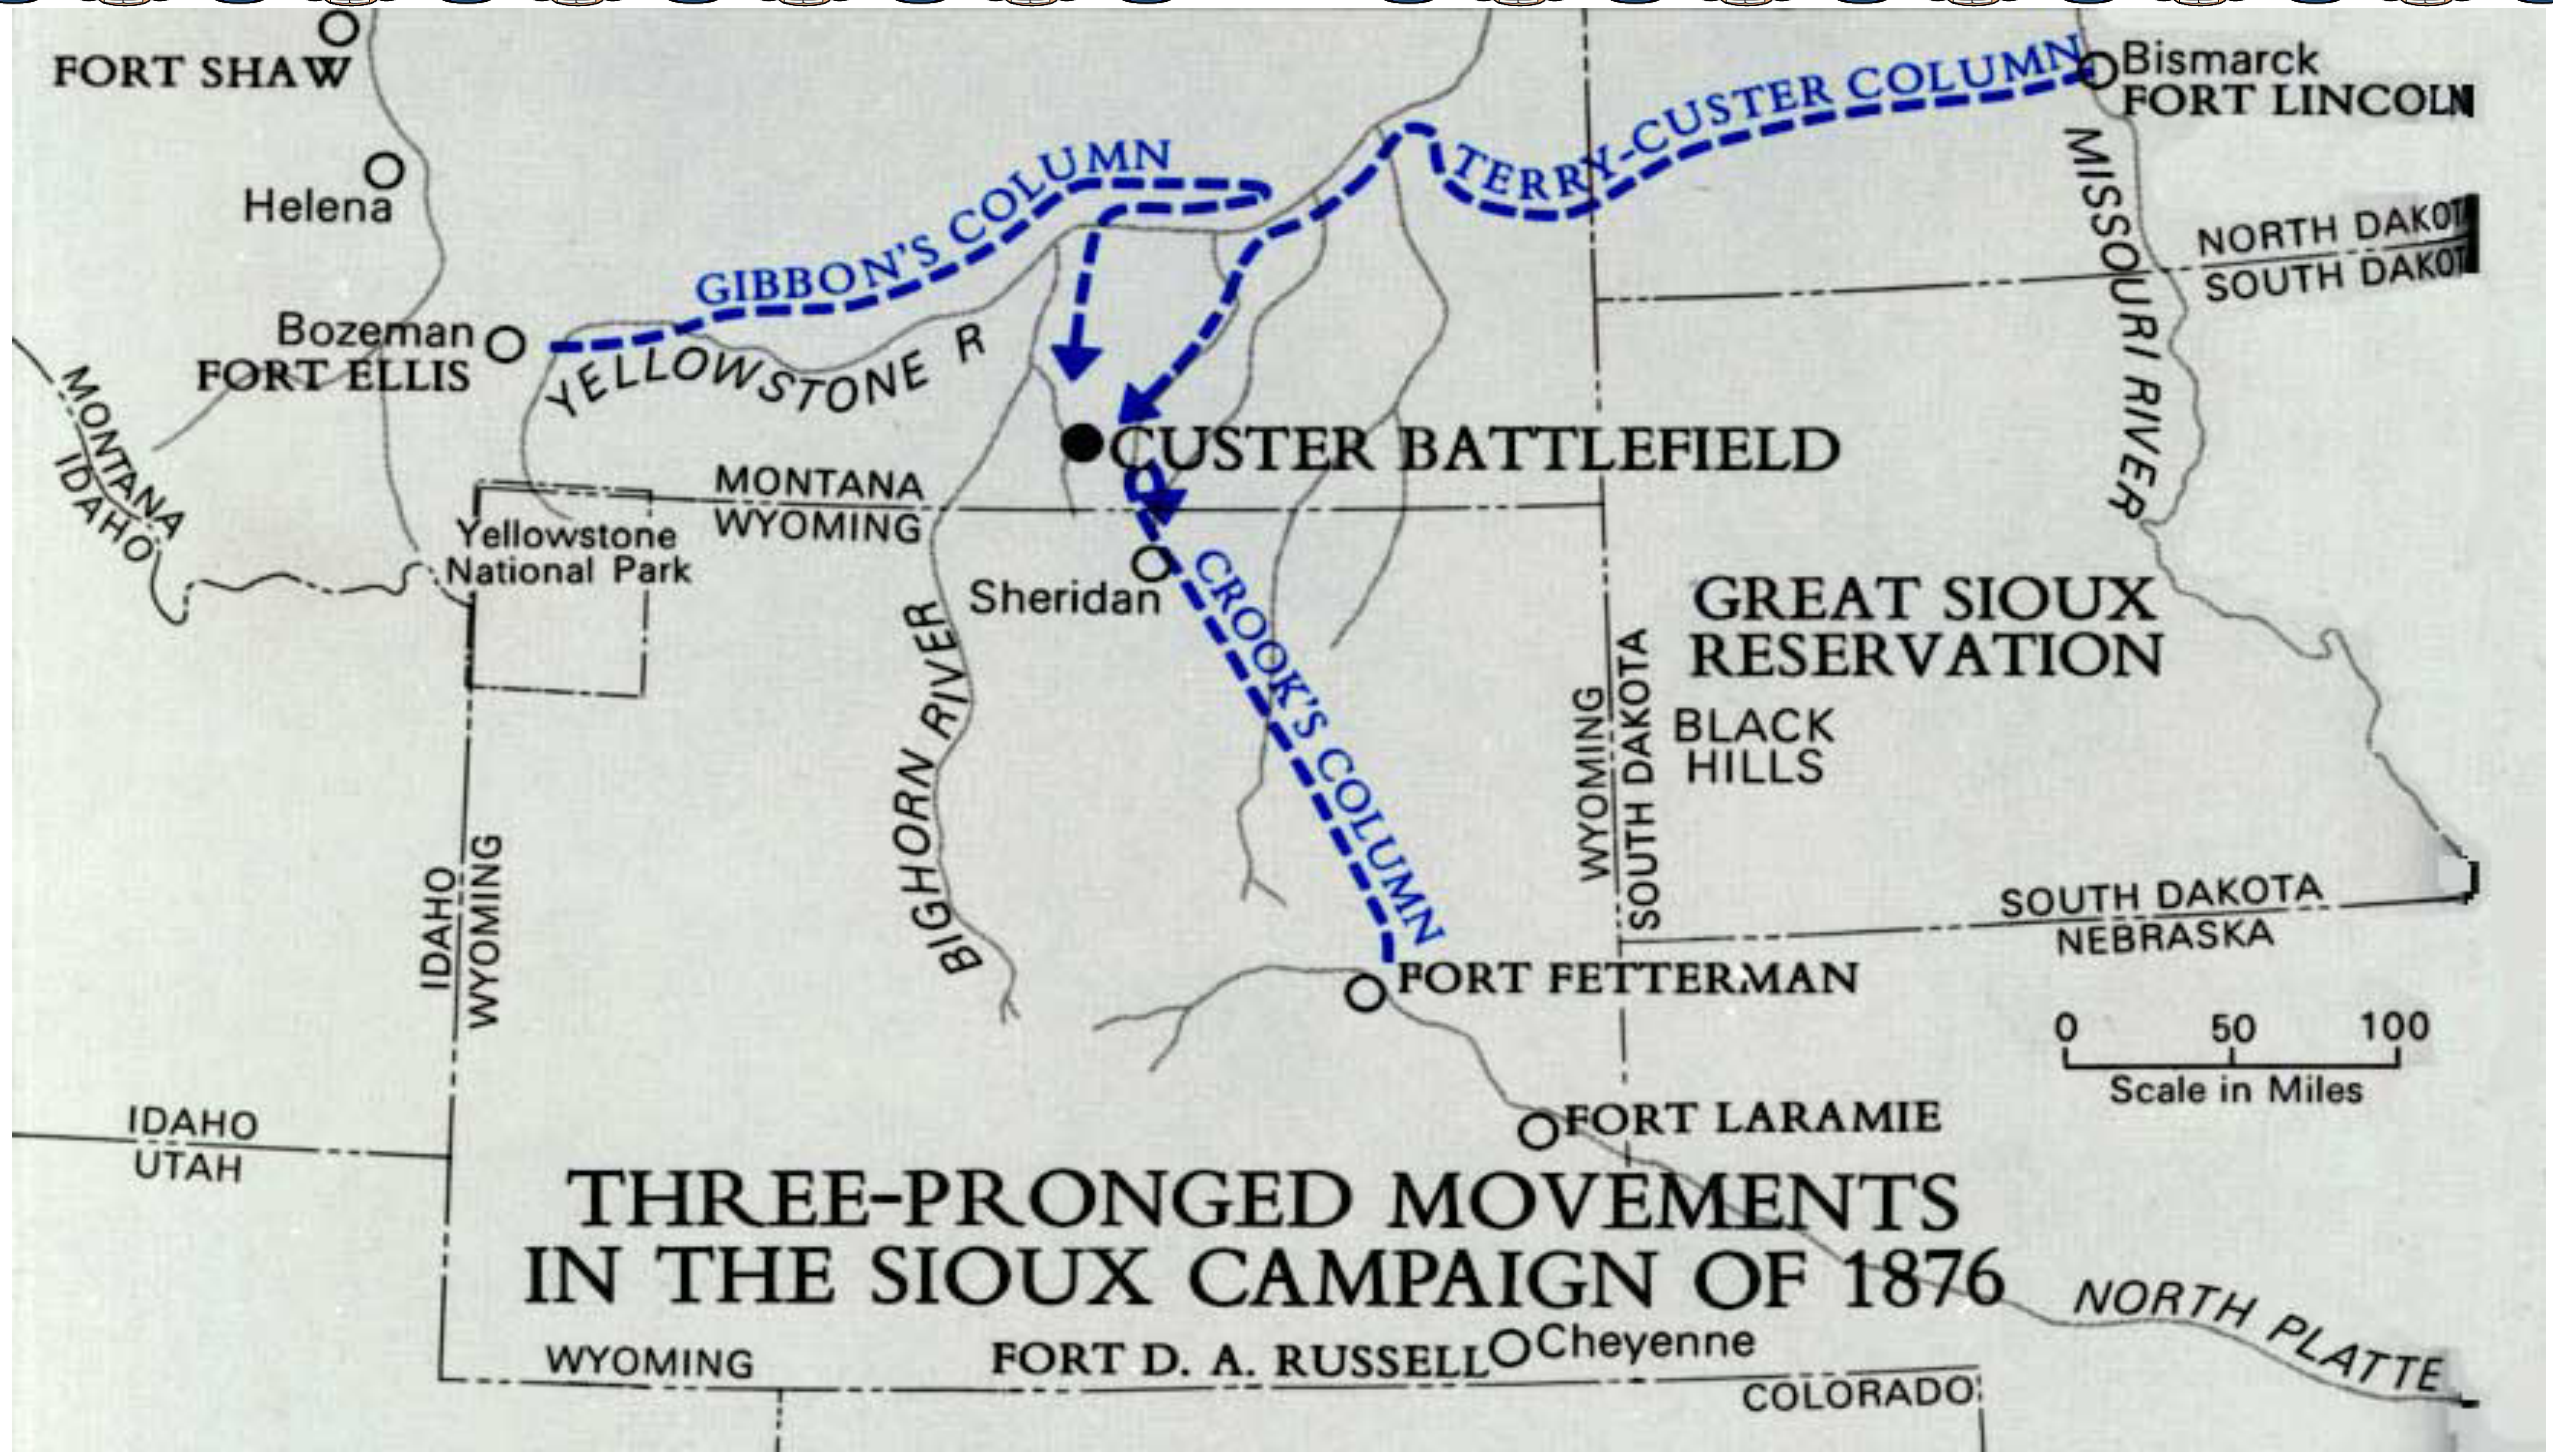 FORT SHAW
Helena
Bozeman
FORT ELLIS
MONTANA
IDAHO
GIBBON'S COLUMN
YELLOWSTONE R
TERRY-CUSTER COLUMN
Bismarck
FORT LINCOLN
MISSOURI RIVER
NORTH DAKOT
SOUTH DAKOT
CUSTER BATTLEFIELD
MONTANA
WYOMING
Yellowstone
National Park
Sheridan
CROOK'S COLUMN
BIGHORN RIVER
GREAT SIOUX
RESERVATION
BLACK
HILLS
WYOMING
SOUTH DAKOTA
IDAHO
WYOMING
SOUTH DAKOTA
NEBRASKA
FORT FETTERMAN
0 50 100
Scale in Miles
FORT LARAMIE
IDAHO
UTAH
THREE-PRONGED MOVEMENTS
IN THE SIOUX CAMPAIGN OF 1876
NORTH PLATTE
WYOMING
FORT D. A. RUSSELL
Cheyenne
COLORADO